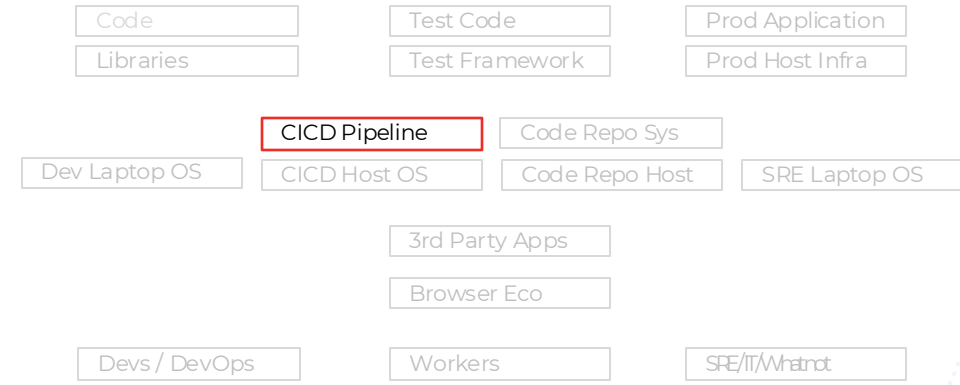 Code
Test Code
Prod Application
Libraries
Test Framework
Prod Host Infra
CICD Pipeline
Code Repo Sys
Dev Laptop OS
CICD Host OS
Code Repo Host
SRE Laptop OS
3rd Party Apps
Browser Eco
Devs / DevOps
Workers
SRE/IT/Whatnot